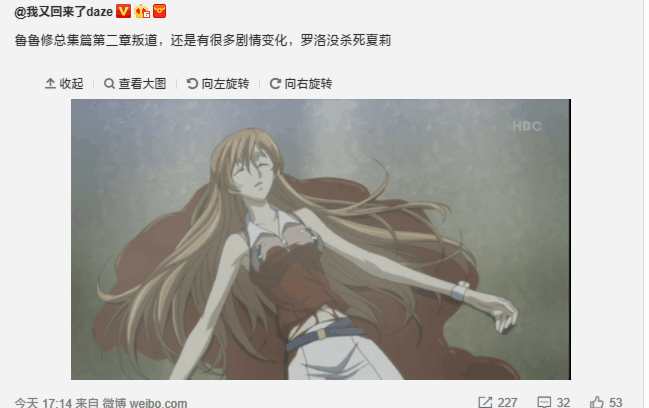 @我又回来了daze
鲁鲁修总集篇第二章叛道，还是有很多剧情变化，罗洛没杀死夏莉
收起 查看大图 向左旋转 向右旋转
HBC
今天 17:14 来自 微博 weibo.com 227 32 53